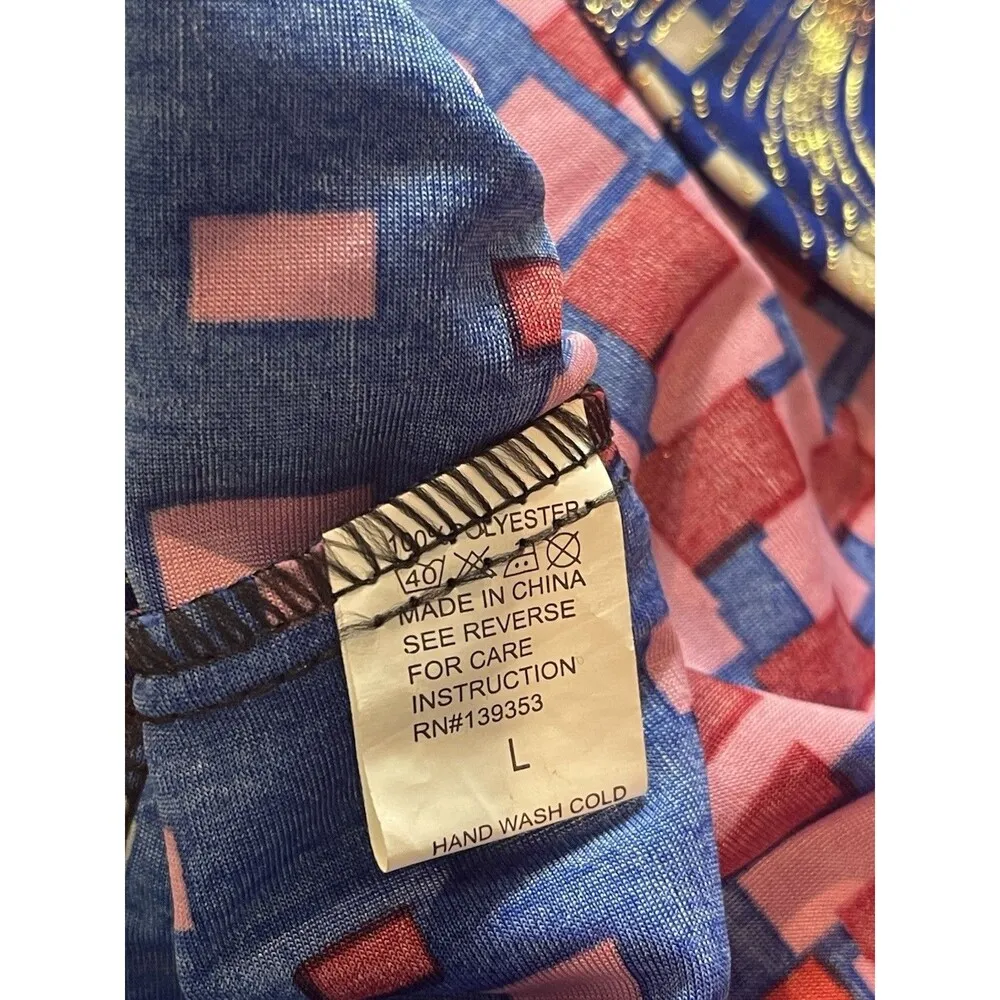 100% POLYESTER
40
MADE IN CHINA
SEE REVERSE
FOR CARE
INSTRUCTION
RN#139353
L
HAND WASH COLD